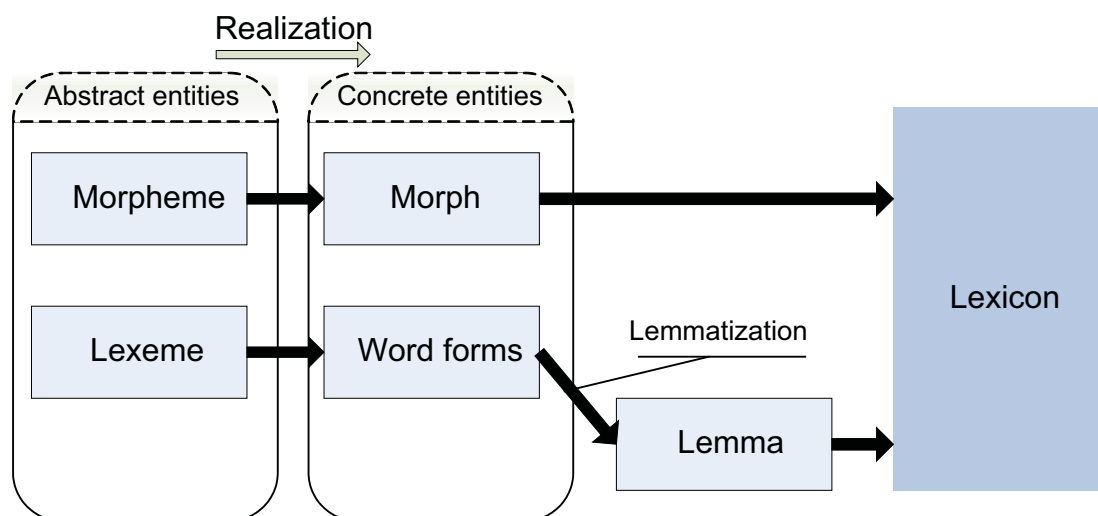 Realization
Abstract entities
Concrete entities
Morpheme
Morph
Lexeme
Word forms
Lemmatization
Lemma
Lexicon